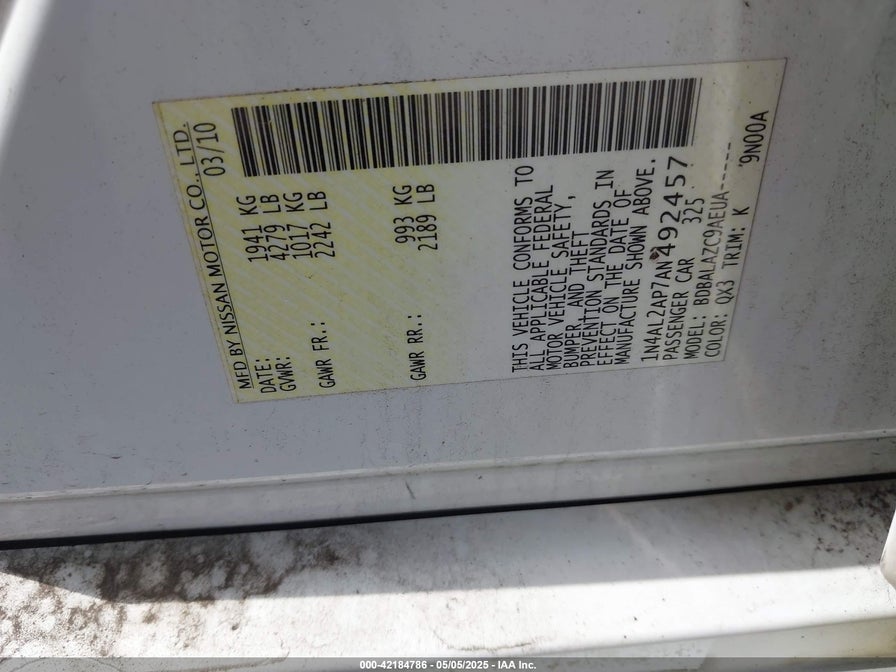 MFD BY NISSAN MOTOR CO., LTD.
DATE: 03/10
GVWR: 1941 KG
4279 LB
GAWR FR.: 1017 KG
2242 LB
GAWR RR.: 993 KG
2189 LB
THIS VEHICLE CONFORMS TO
ALL APPLICABLE FEDERAL
MOTOR VEHICLE SAFETY,
BUMPER, AND THEFT
PREVENTION STANDARDS IN
EFFECT ON THE DATE OF
MANUFACTURE SHOWN ABOVE.
1N4AL2AP7AN492457
PASSENGER CAR 325
MODEL: BDBALAZC9AEUA------
COLOR: QX3 TRIM: K '9N00A
000-42184786 - 05/05/2025 - IAA Inc.